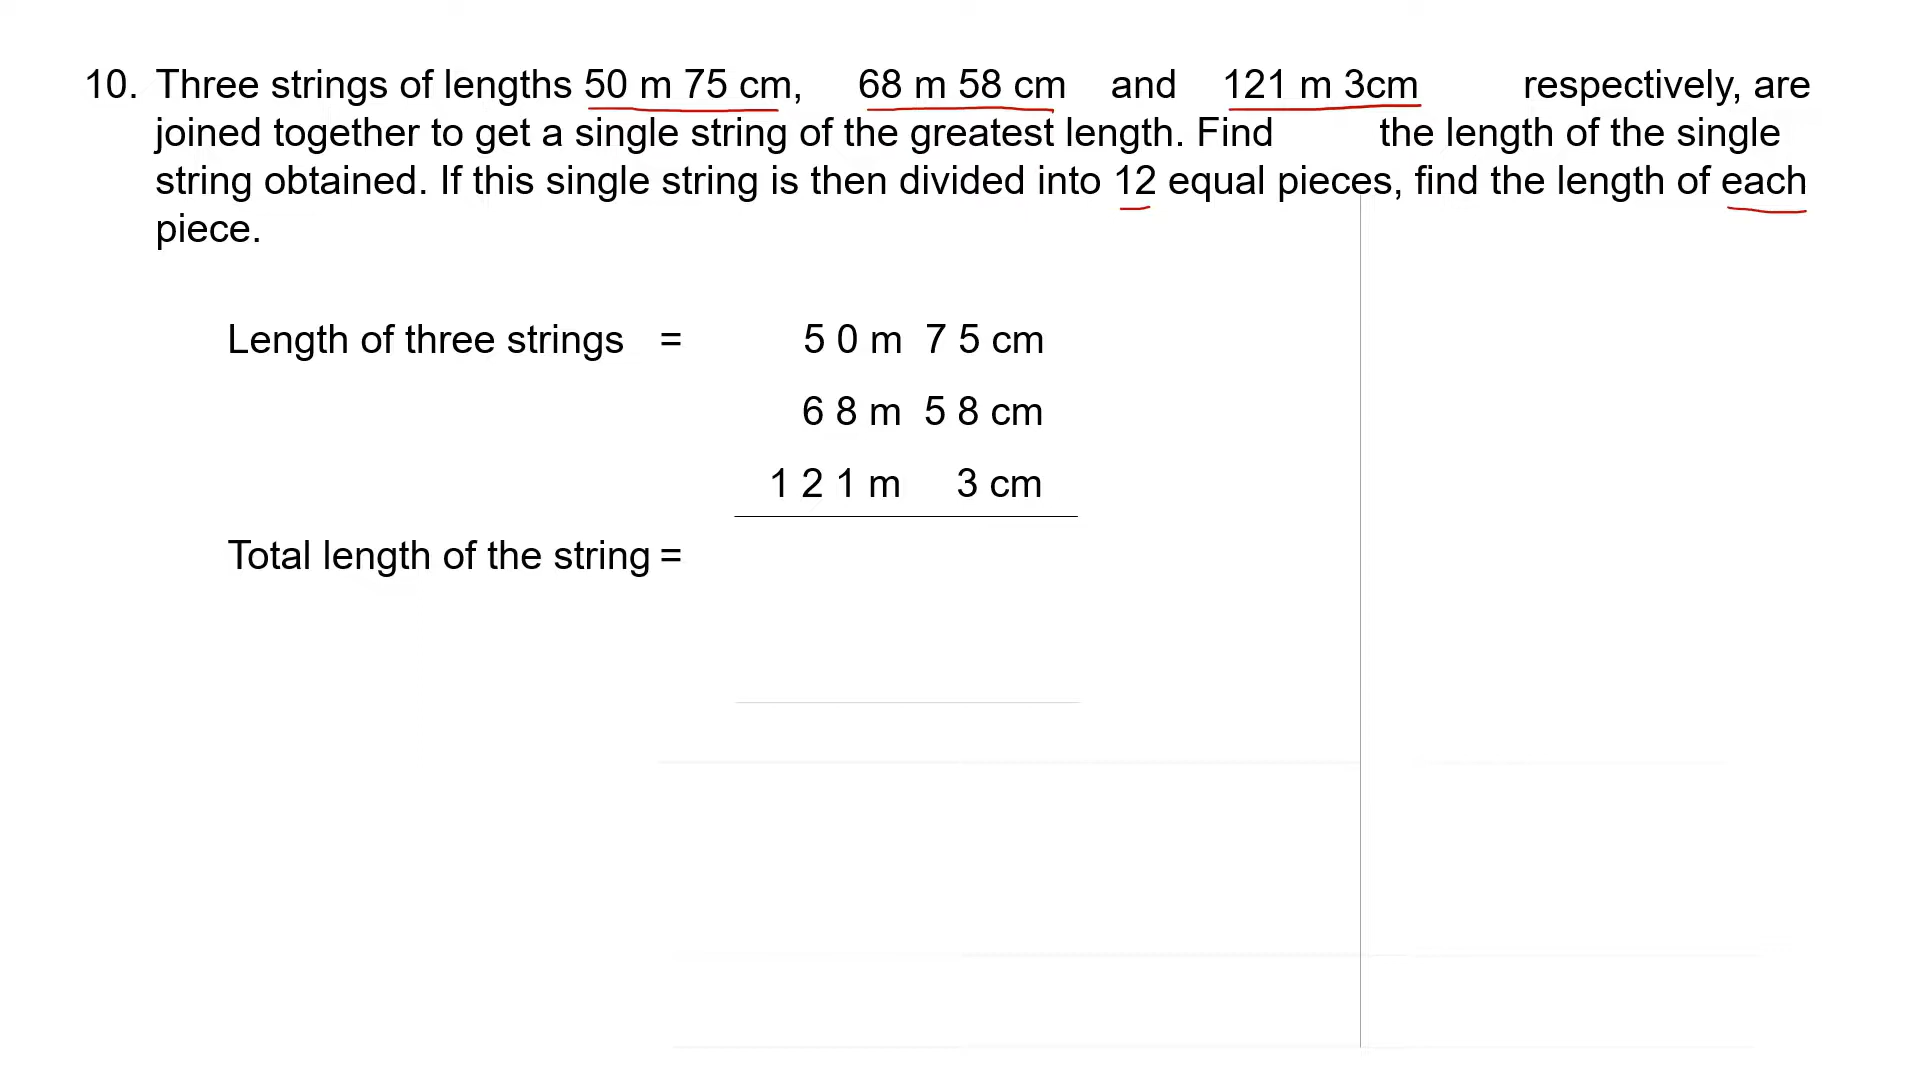 10. Three strings of lengths 50 m 75 cm, 68 m 58 cm and 121 m 3cm respectively, are
joined together to get a single string of the greatest length. Find the length of the single
string obtained. If this single string is then divided into 12 equal pieces, find the length of each
piece.
Length of three strings = 5 0 m 7 5 cm
6 8 m 5 8 cm
1 2 1 m 3 cm
Total length of the string =